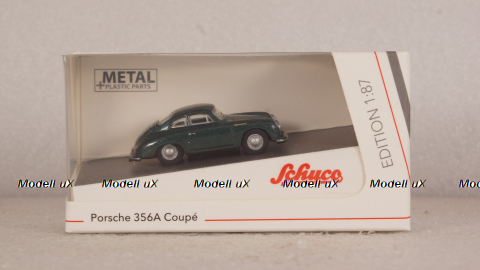 METAL
+PLASTIC PARTS
EDITION 1:87
Schuco
Modell uX Modell uX Modell uX Modell uX Modell uX Mo
Porsche 356A Coupé